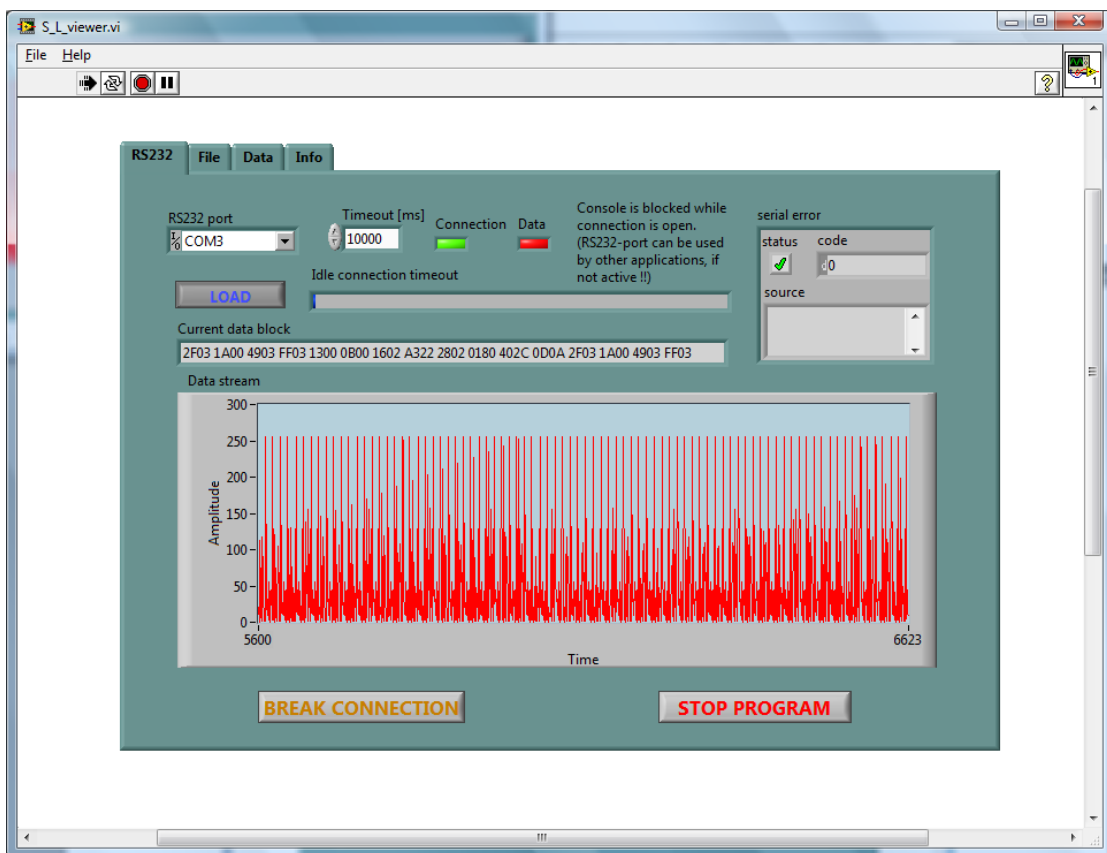 S_L_viewer.vi
File Help
1
RS232 File Data Info
RS232 port
COM3
Timeout [ms]
10000
Connection Data
Console is blocked while
connection is open.
(RS232-port can be used
by other applications, if
not active !!)
serial error
status code
d0
source
LOAD
Idle connection timeout
Current data block
2F03 1A00 4903 FF03 1300 0B00 1602 A322 2802 0180 402C 0D0A 2F03 1A00 4903 FF03
Data stream
300
250
200
150
100
50
0
Amplitude
5600 6623
Time
BREAK CONNECTION STOP PROGRAM